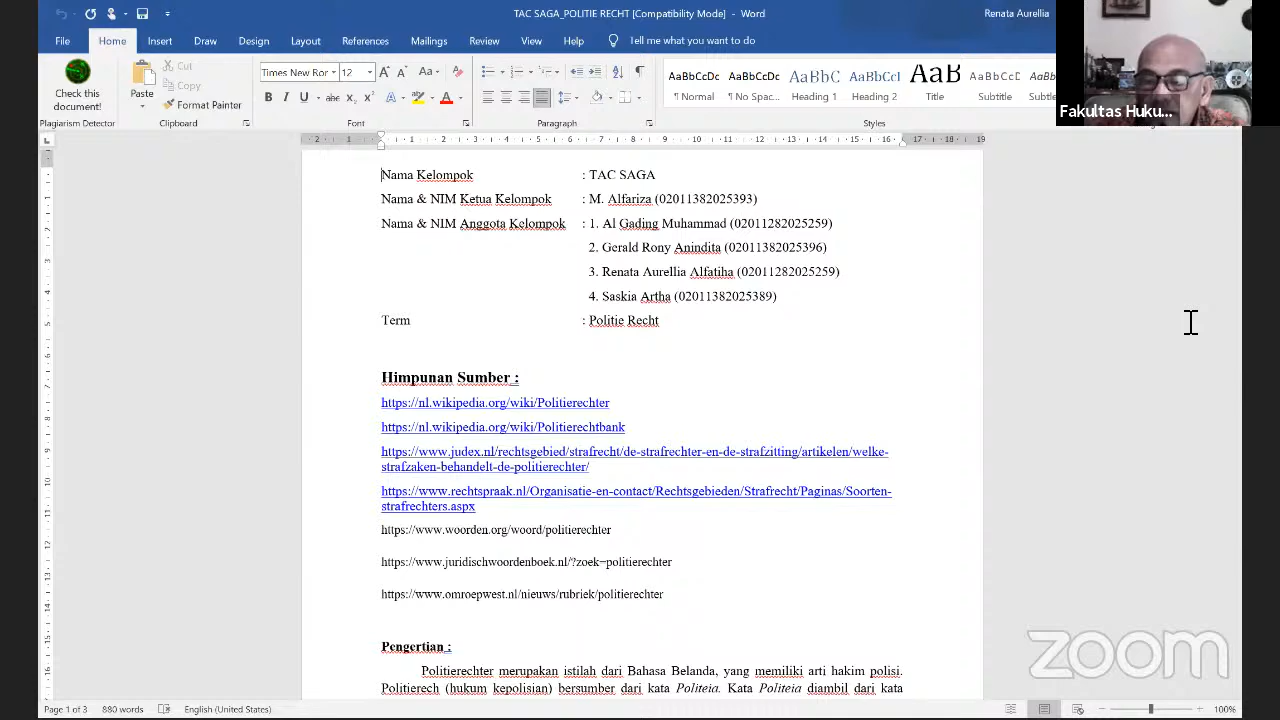 TAC SAGA_POLITIE RECHT [Compatibility Mode] - Word
Renata Aurellia
File Home Insert Draw Design Layout References Mailings Review View Help Tell me what you want to do
Check this document!
Plagiarism Detector
Paste
Cut
Copy
Format Painter
Clipboard
Times New Ror 12
Font
Paragraph
AaBbCcDc AaBbCcDc AaBbC AaBbCcI AaB AaBbCcD
¶ Normal ¶ No Spac... Heading 1 Heading 2 Title Subtitle Subtle
Styles
Fakultas Huku...
Nama Kelompok : TAC SAGA
Nama & NIM Ketua Kelompok : M. Alfariza (02011382025393)
Nama & NIM Anggota Kelompok : 1. Al Gading Muhammad (02011282025259)
2. Gerald Rony Anindita (02011382025396)
3. Renata Aurellia Alfatiha (02011282025259)
4. Saskia Artha (02011382025389)
Term : Politie Recht
Himpunan Sumber :
https://nl.wikipedia.org/wiki/Politierechter
https://nl.wikipedia.org/wiki/Politierechtbank
https://www.judex.nl/rechtsgebied/strafrecht/de-strafrechter-en-de-strafzitting/artikelen/welke-
strafzaken-behandelt-de-politierechter/
https://www.rechtspraak.nl/Organisatie-en-contact/Rechtsgebieden/Strafrecht/Paginas/Soorten-
strafrechters.aspx
https://www.woorden.org/woord/politierechter
https://www.juridischwoordenboek.nl/?zoek=politierechter
https://www.omroepwest.nl/nieuws/rubriek/politierechter
Pengertian :
Politierechter merupakan istilah dari Bahasa Belanda, yang memiliki arti hakim polisi.
Politierech (hukum kepolisian) bersumber dari kata Politeia. Kata Politeia diambil dari kata
zoom
Page 1 of 3 880 words English (United States) 100%